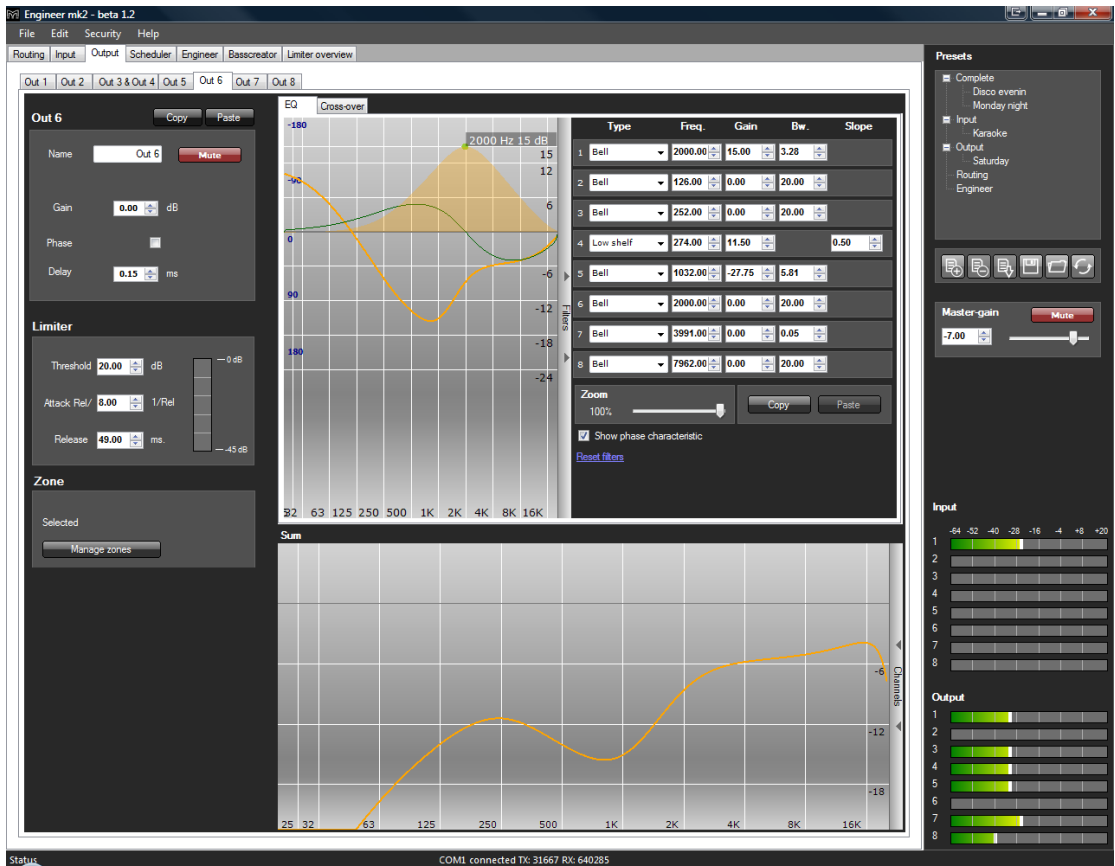 Engineer mk2 - beta 1.2
File Edit Security Help
Routing Input Output Scheduler Engineer Basscreator Limiter overview
Out 1 Out 2 Out 3 & Out 4 Out 5 Out 6 Out 7 Out 8
Out 6 Copy Paste
Name Out 6 Mute
Gain 0.00 dB
Phase
Delay 0.15 ms
Limiter
Threshold 20.00 dB
Attack Rel/ 8.00 1/Rel
Release 49.00 ms.
0 dB
-45 dB
Zone
Selected
Manage zones
EQ Cross-over
-180
-90
0
90
180
2000 Hz 15 dB
15
12
6
-6
-12
-18
-24
32 63 125 250 500 1K 2K 4K 8K 16K
Filters
Type Freq. Gain Bw. Slope
1 Bell 2000.00 15.00 3.28
2 Bell 126.00 0.00 20.00
3 Bell 252.00 0.00 20.00
4 Low shelf 274.00 11.50 0.50
5 Bell 1032.00 -27.75 5.81
6 Bell 2000.00 0.00 20.00
7 Bell 3991.00 0.00 0.05
8 Bell 7962.00 0.00 20.00
Zoom
100%
Copy Paste
Show phase characteristic
Reset filters
Sum
-6
-12
-18
25 32 63 125 250 500 1K 2K 4K 8K 16K
Channels
Presets
Complete
Disco evenin
Monday night
Input
Karaoke
Output
Saturday
Routing
Engineer
Master-gain Mute
-7.00
Input
-64 -52 -40 -28 -16 -4 +8 +20
1
2
3
4
5
6
7
8
Output
1
2
3
4
5
6
7
8
Status COM1 connected TX: 31667 RX: 640285